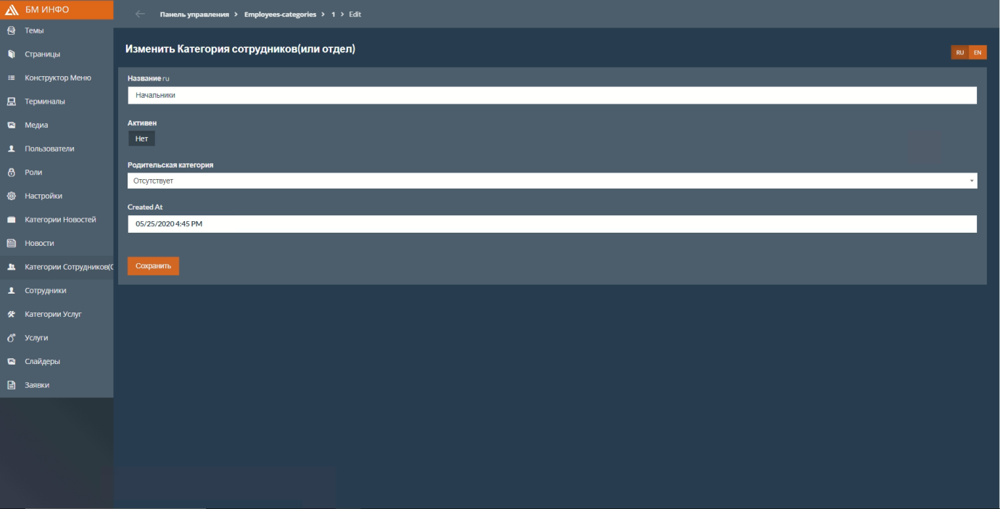 БМ ИНФО
Темы
Страницы
Конструктор Меню
Терминалы
Медиа
Пользователи
Роли
Настройки
Категории Новостей
Новости
Категории Сотрудников(
Сотрудники
Категории Услуг
Услуги
Слайдеры
Заявки
Панель управления > Employees-categories > 1 > Edit
Изменить Категория сотрудников(или отдел)
RU EN
Название ru
Начальники
Активен
Нет
Родительская категория
Отсутствует
Created At
05/25/2020 4:45 PM
Сохранить